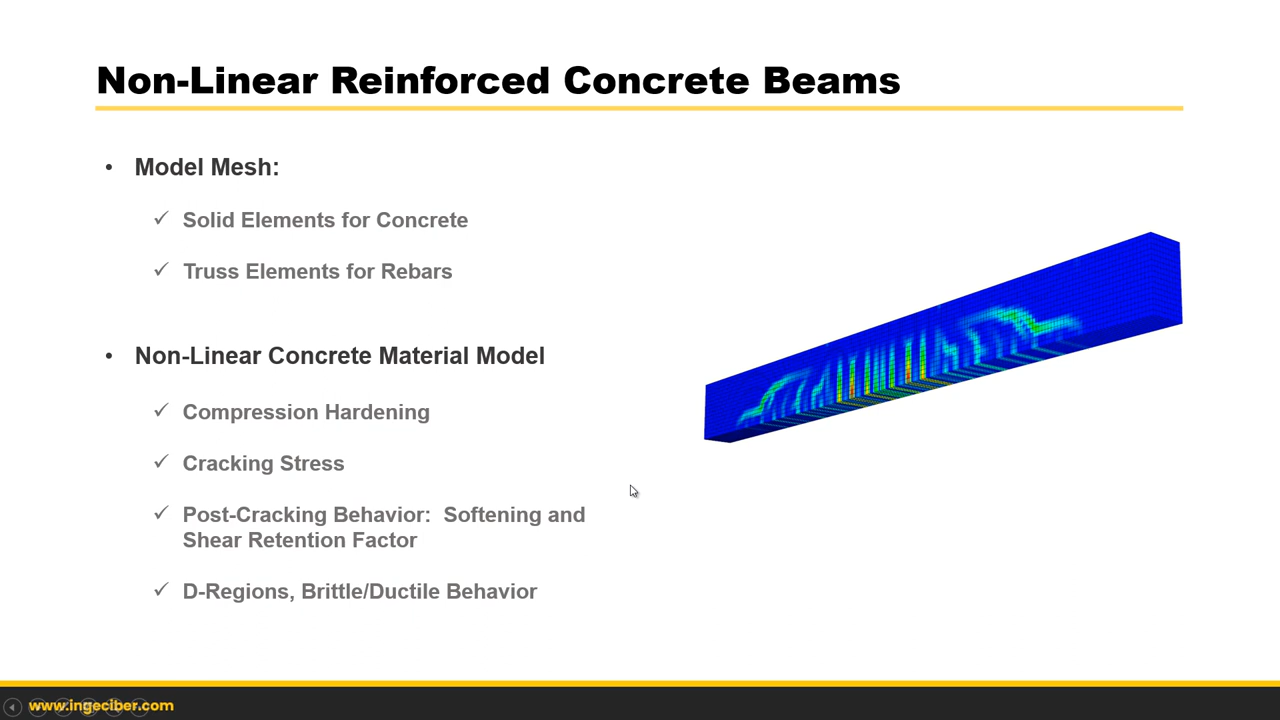 Non-Linear Reinforced Concrete Beams
• Model Mesh:
✓ Solid Elements for Concrete
✓ Truss Elements for Rebars
• Non-Linear Concrete Material Model
✓ Compression Hardening
✓ Cracking Stress
✓ Post-Cracking Behavior:  Softening and
Shear Retention Factor
✓ D-Regions, Brittle/Ductile Behavior
www.ingeciber.com